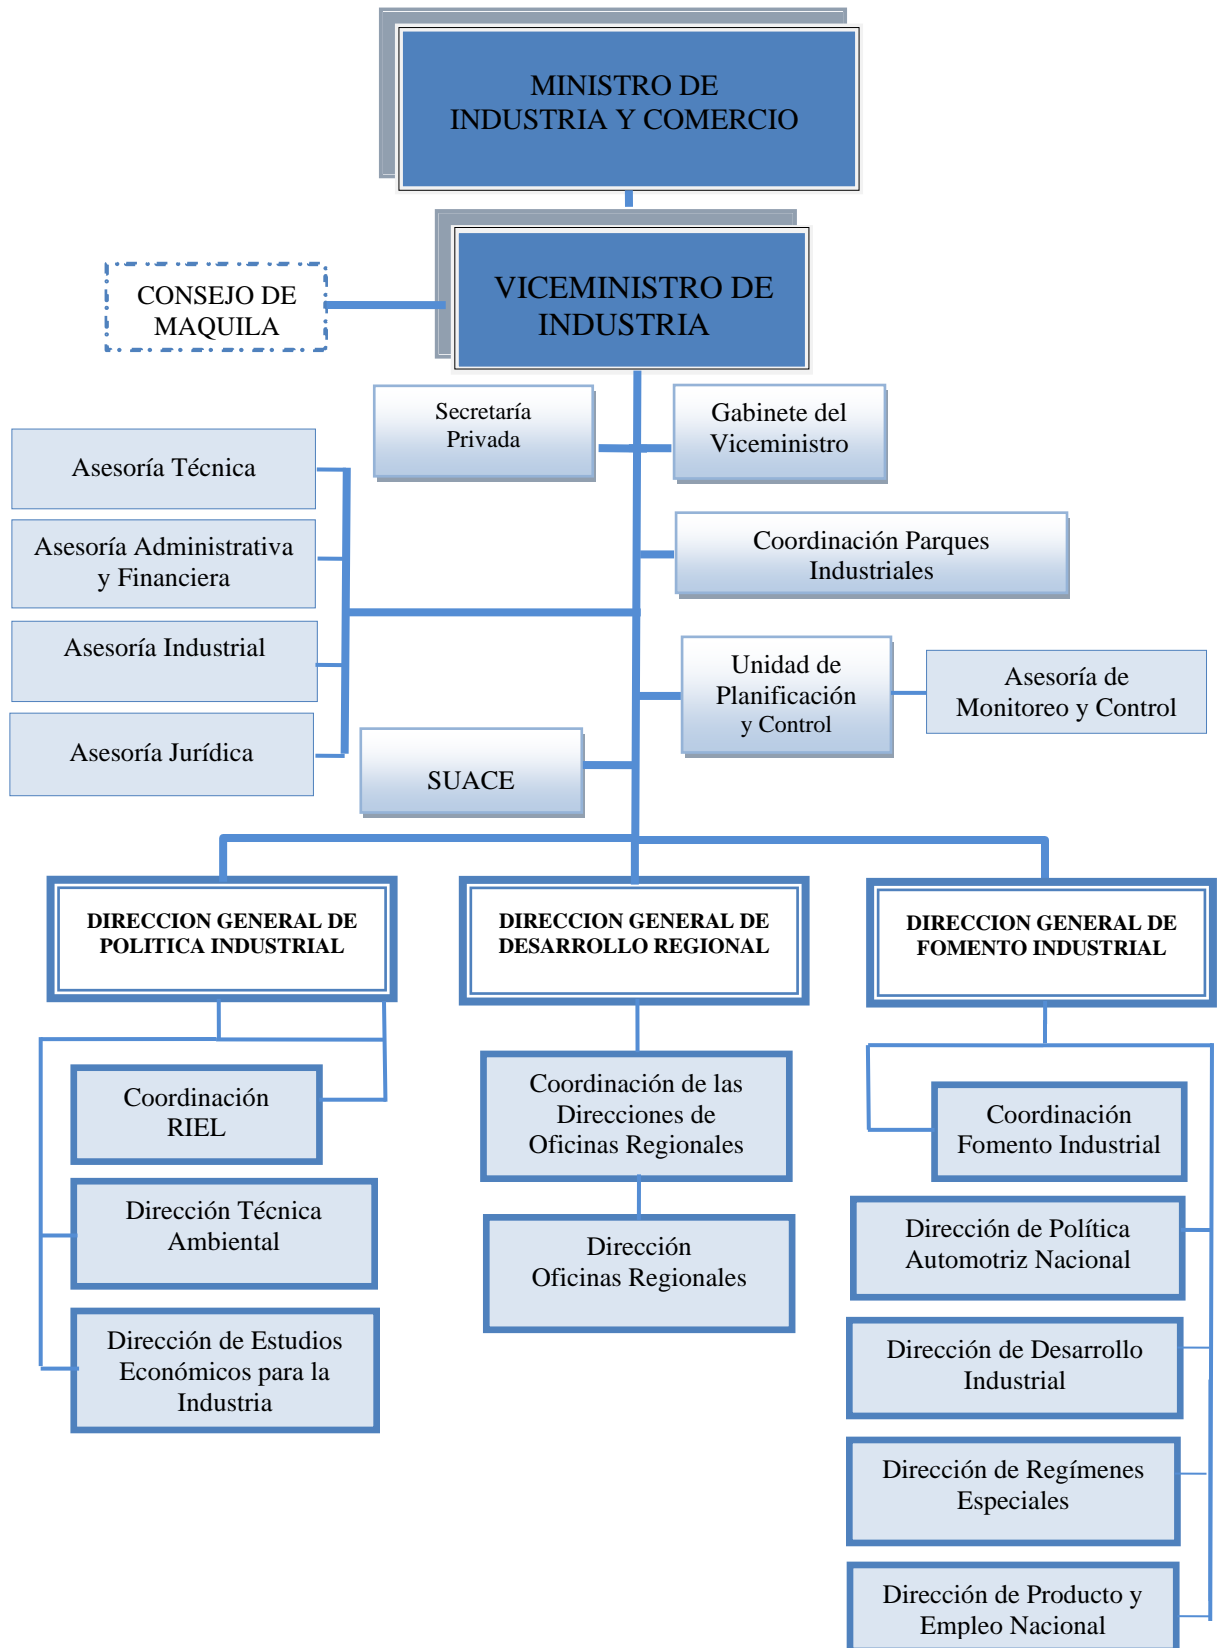 MINISTRO DE
INDUSTRIA Y COMERCIO
VICEMINISTRO DE
INDUSTRIA
CONSEJO DE
MAQUILA
Secretaría
Privada
Gabinete del
Viceministro
Asesoría Técnica
Asesoría Administrativa
y Financiera
Asesoría Industrial
Asesoría Jurídica
Coordinación Parques
Industriales
Unidad de
Planificación
y Control
Asesoría de
Monitoreo y Control
SUACE
DIRECCION GENERAL DE
POLITICA INDUSTRIAL
DIRECCION GENERAL DE
DESARROLLO REGIONAL
DIRECCION GENERAL DE
FOMENTO INDUSTRIAL
Coordinación
RIEL
Dirección Técnica
Ambiental
Dirección de Estudios
Económicos para la
Industria
Coordinación de las
Direcciones de
Oficinas Regionales
Dirección
Oficinas Regionales
Coordinación
Fomento Industrial
Dirección de Política
Automotriz Nacional
Dirección de Desarrollo
Industrial
Dirección de Regímenes
Especiales
Dirección de Producto y
Empleo Nacional